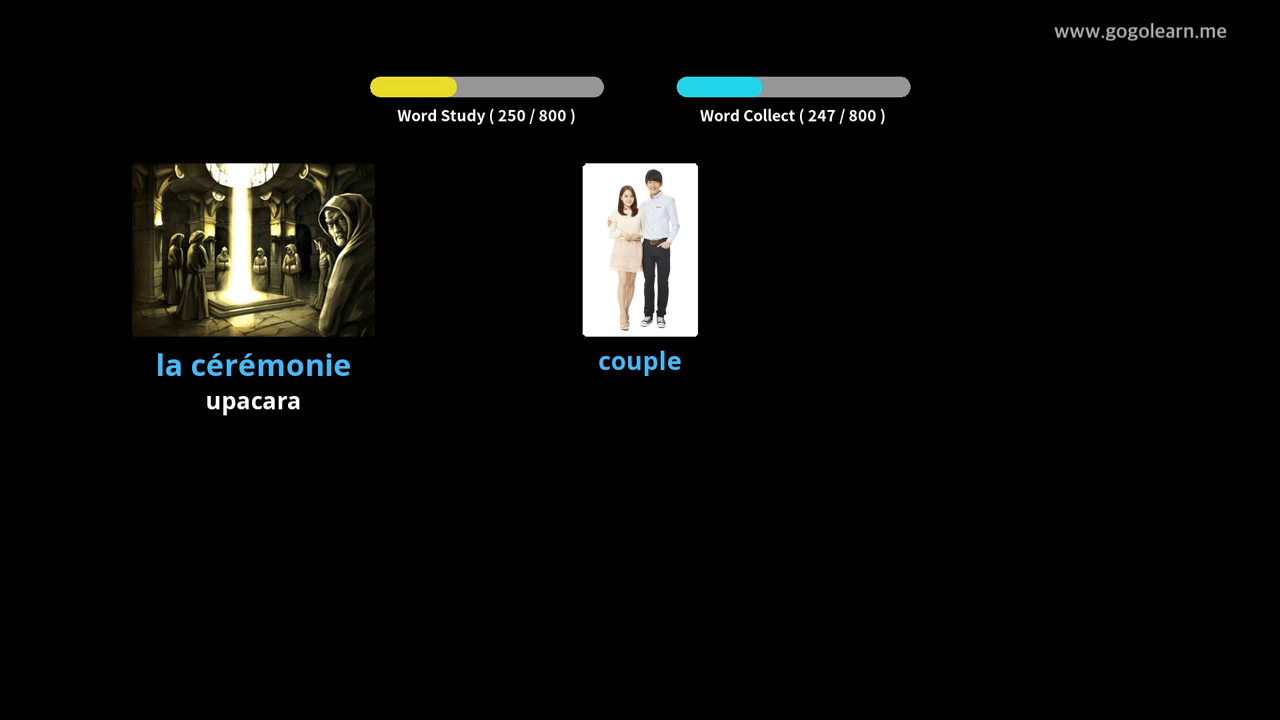 www.gogolearn.me
Word Study ( 250 / 800 )
Word Collect ( 247 / 800 )
la cérémonie
upacara
couple